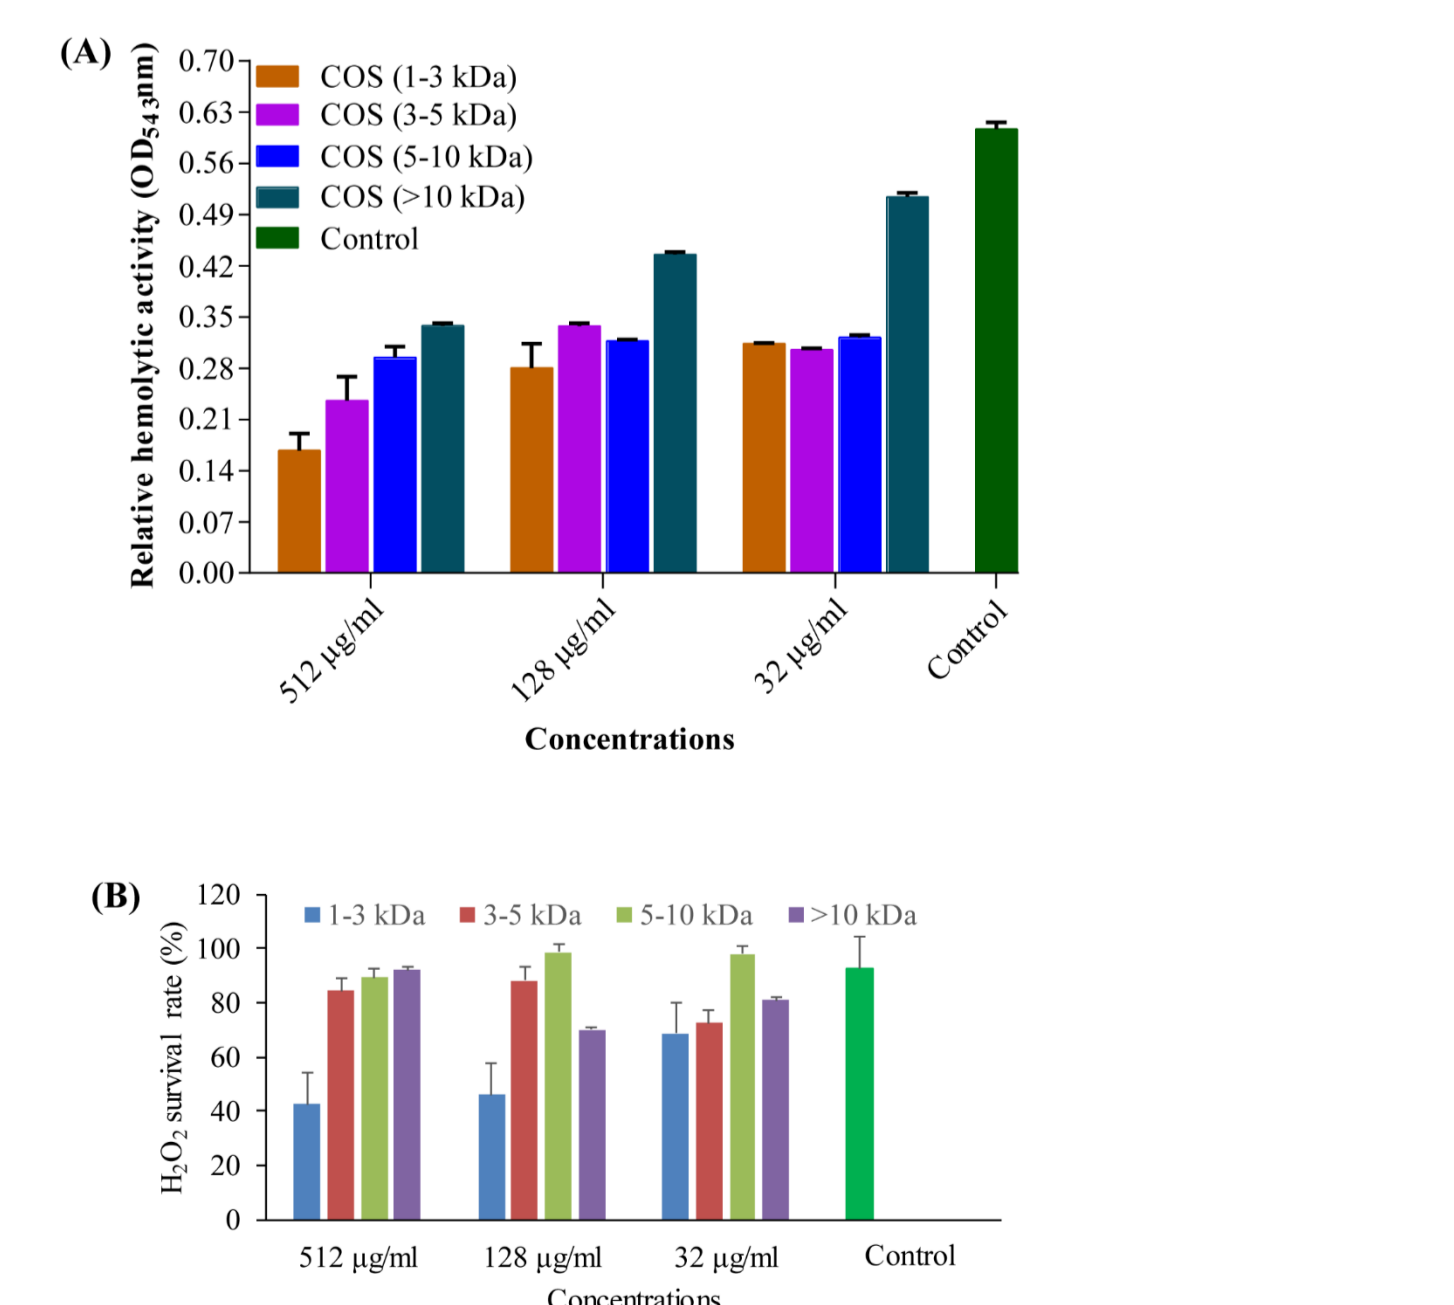 (A)
Relative hemolytic activity (OD543nm)
0.70
0.63
0.56
0.49
0.42
0.35
0.28
0.21
0.14
0.07
0.00
COS (1-3 kDa)
COS (3-5 kDa)
COS (5-10 kDa)
COS (>10 kDa)
Control
512 µg/ml
128 µg/ml
32 µg/ml
Control
Concentrations
(B)
H2O2 survival rate (%)
120
100
80
60
40
20
0
1-3 kDa 3-5 kDa 5-10 kDa >10 kDa
512 µg/ml 128 µg/ml 32 µg/ml Control
Concentrations